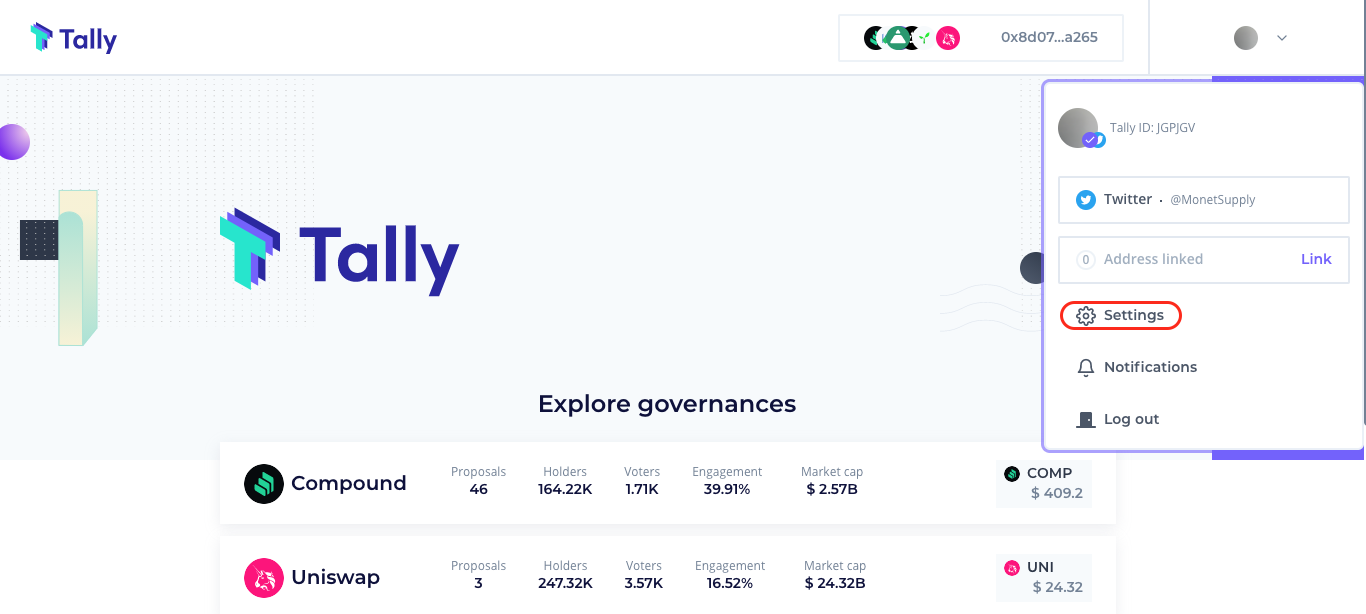 Tally
0x8d07...a265
Tally ID: JGPJGV
Twitter · @MonetSupply
0 Address linked Link
Settings
Notifications
Log out
Tally
Explore governances
Compound
Proposals Holders Voters Engagement Market cap
46 164.22K 1.71K 39.91% $ 2.57B
COMP
$ 409.2
Uniswap
Proposals Holders Voters Engagement Market cap
3 247.32K 3.57K 16.52% $ 24.32B
UNI
$ 24.32